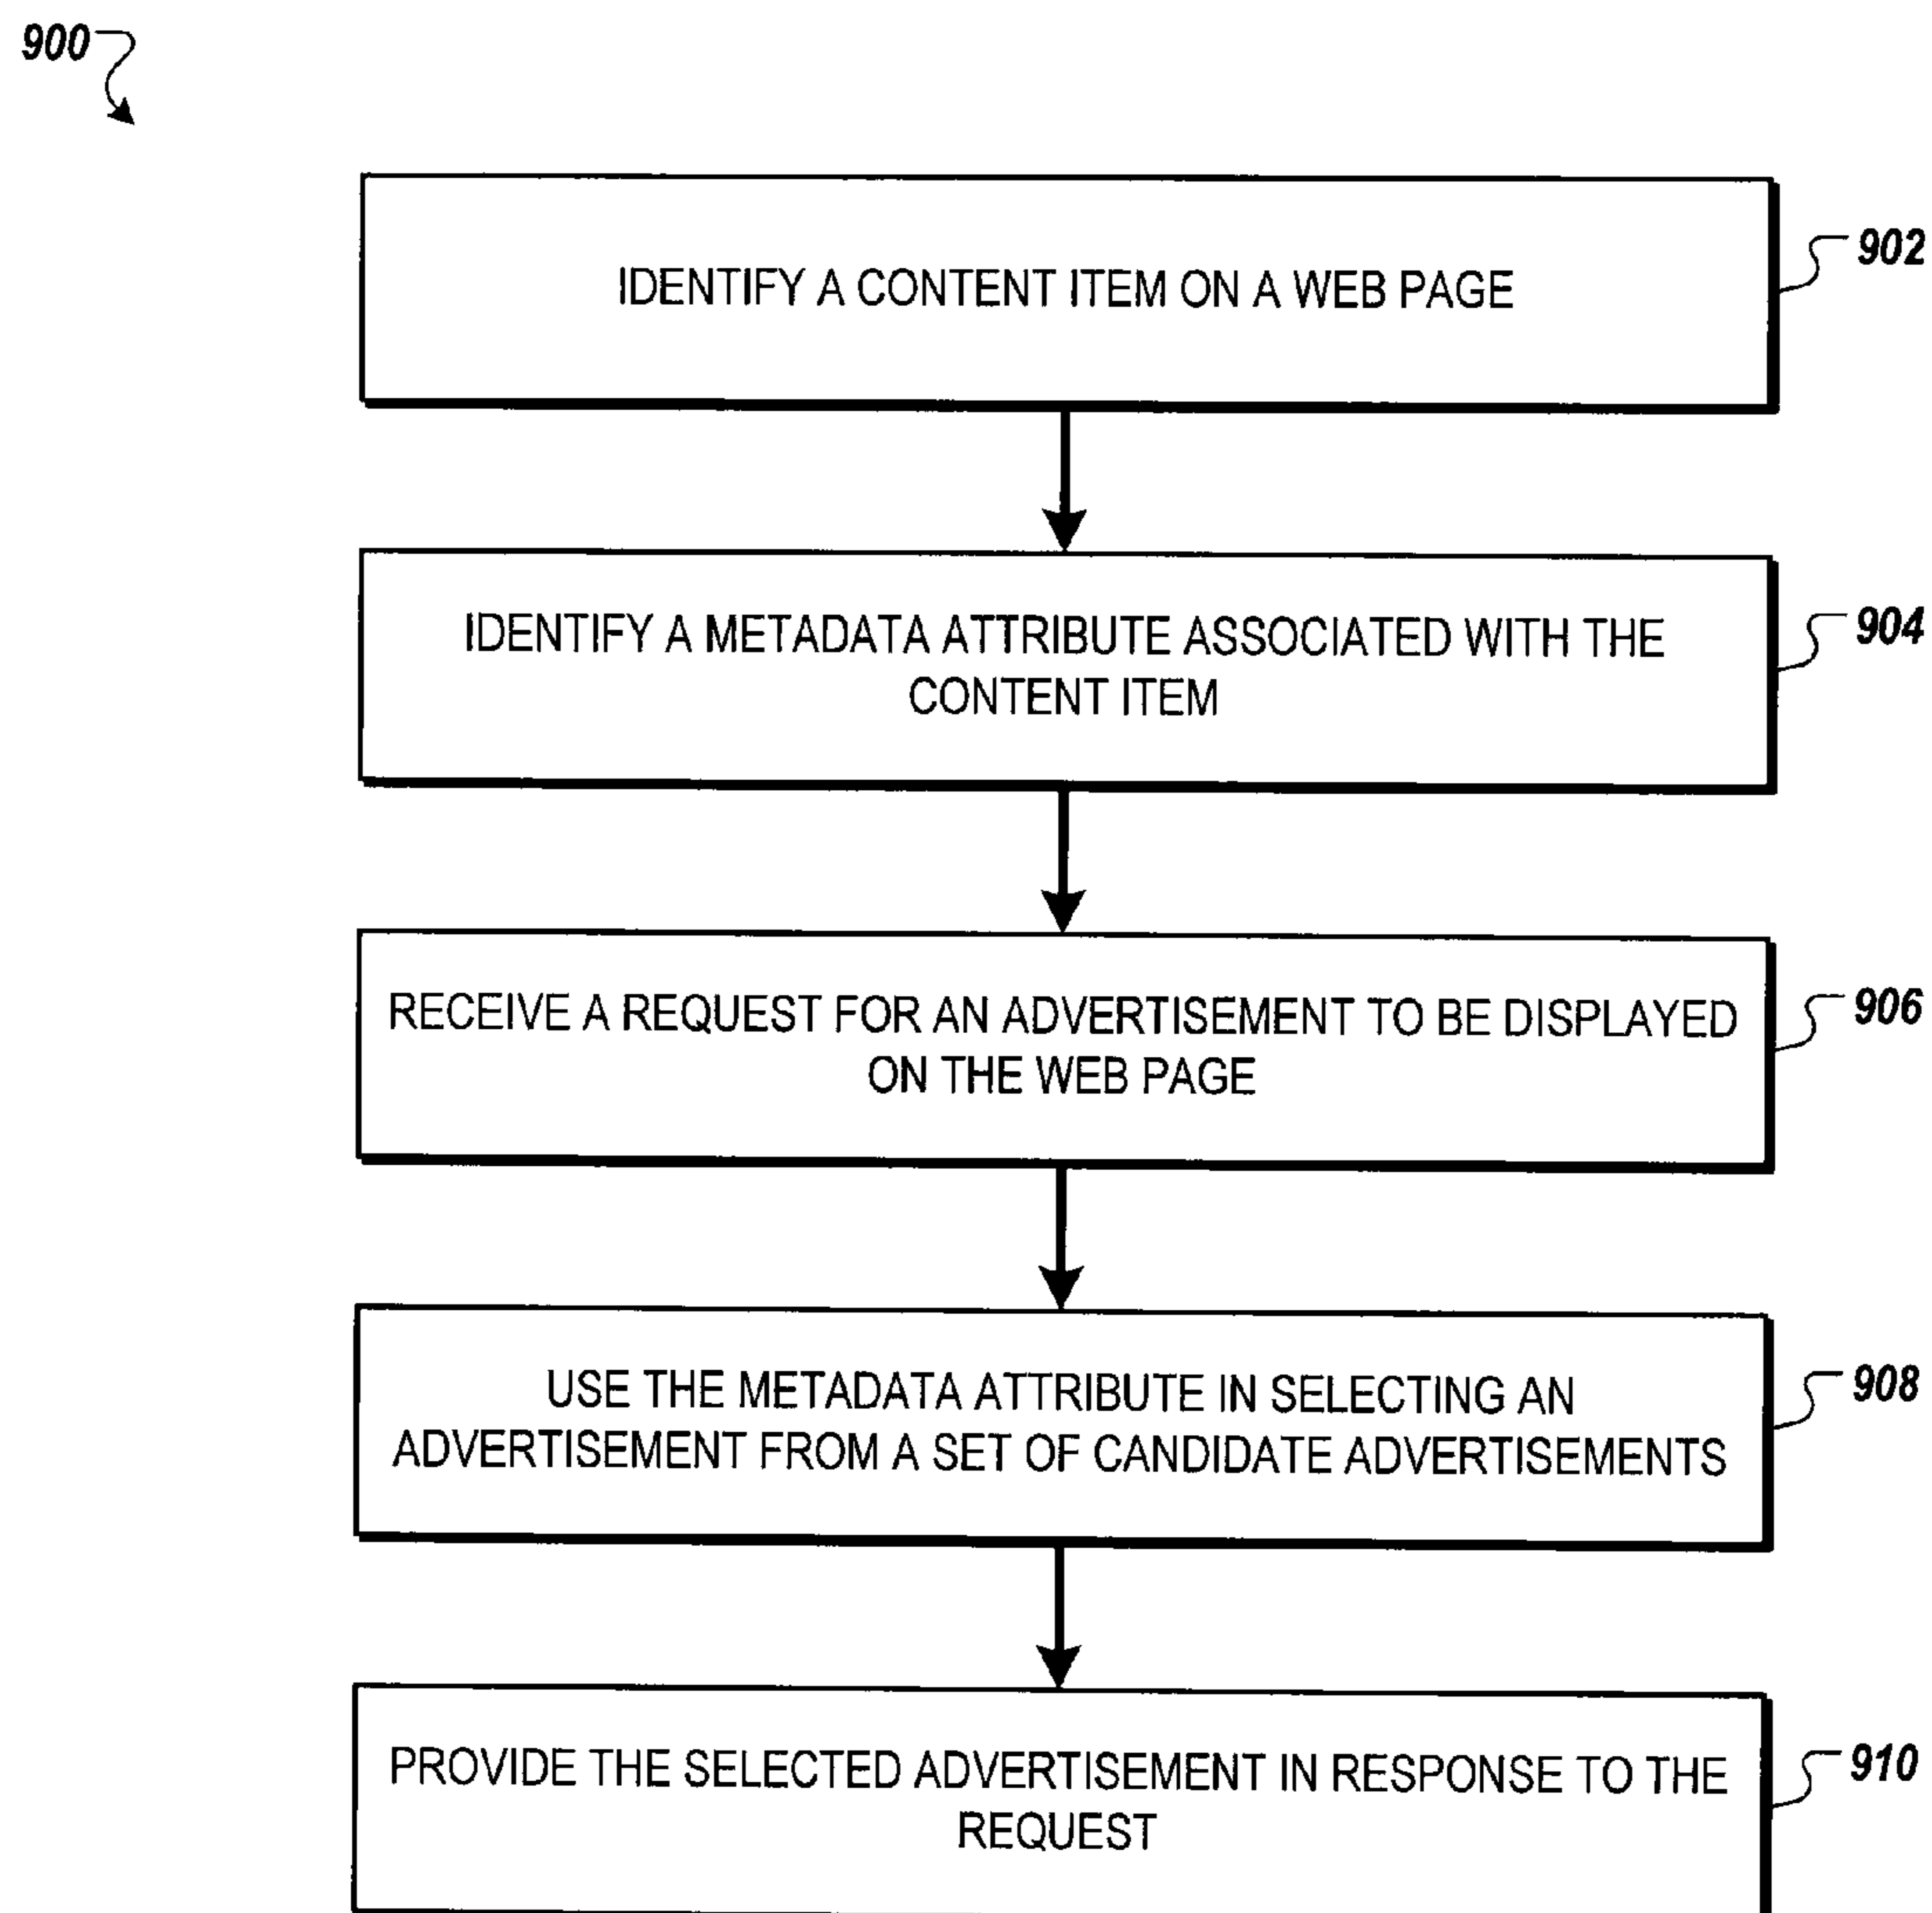 900
IDENTIFY A CONTENT ITEM ON A WEB PAGE
902
IDENTIFY A METADATA ATTRIBUTE ASSOCIATED WITH THE
CONTENT ITEM
904
RECEIVE A REQUEST FOR AN ADVERTISEMENT TO BE DISPLAYED
ON THE WEB PAGE
906
USE THE METADATA ATTRIBUTE IN SELECTING AN
ADVERTISEMENT FROM A SET OF CANDIDATE ADVERTISEMENTS
908
PROVIDE THE SELECTED ADVERTISEMENT IN RESPONSE TO THE
REQUEST
910